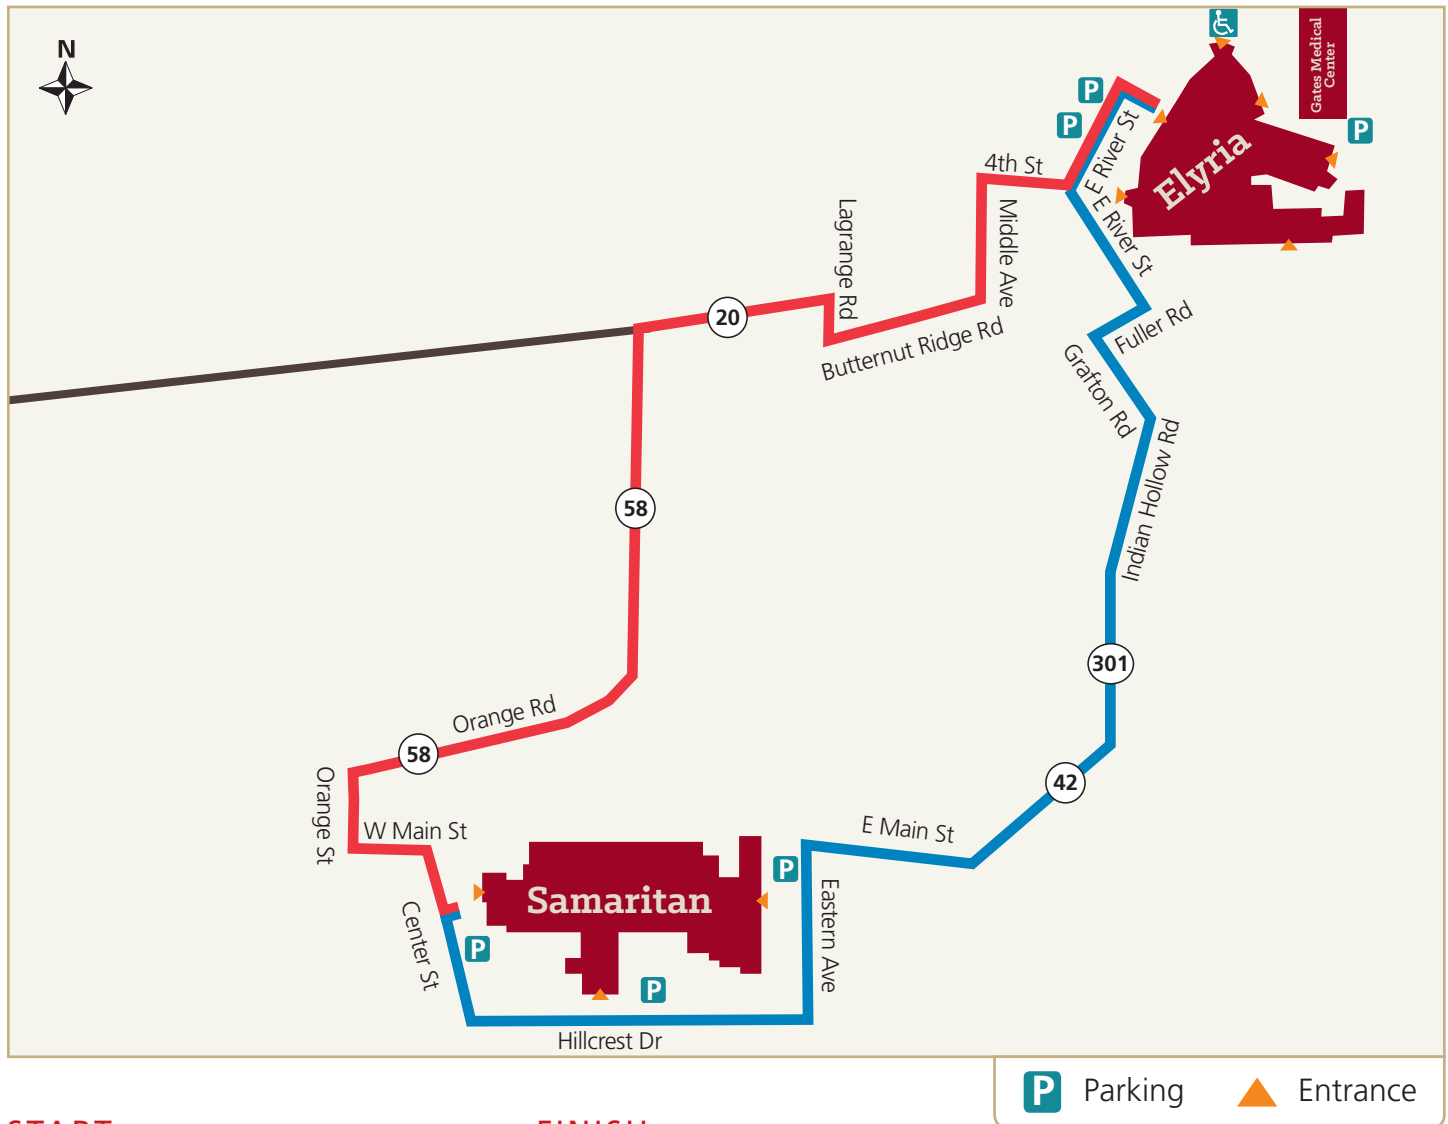 N
Gates Medical
Center
P
P
P
E River St
4th St
Elyria
E River St
Lagrange Rd
Middle Ave
20
Butternut Ridge Rd
Fuller Rd
Grafton Rd
Indian Hollow Rd
58
301
Orange Rd
58
42
Orange St
W Main St
E Main St
P
Samaritan
Eastern Ave
Center St
P
P
Hillcrest Dr
P Parking
Entrance
START
FINISH